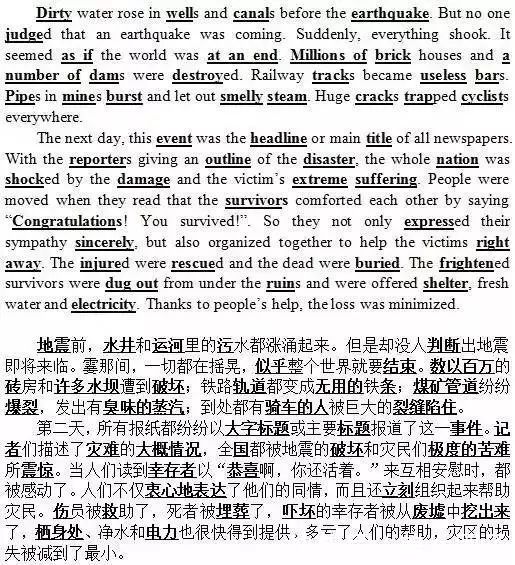 Dirty water rose in wells and canals before the earthquake. But no one
judged that an earthquake was coming. Suddenly, everything shook. It
seemed as if the world was at an end. Millions of brick houses and a
number of dams were destroyed. Railway tracks became useless bars.
Pipes in mines burst and let out smelly steam. Huge cracks trapped cyclists
everywhere.
The next day, this event was the headline or main title of all newspapers.
With the reporters giving an outline of the disaster, the whole nation was
shocked by the damage and the victim’s extreme suffering. People were
moved when they read that the survivors comforted each other by saying
“Congratulations! You survived!”. So they not only expressed their
sympathy sincerely, but also organized together to help the victims right
away. The injured were rescued and the dead were buried. The frightened
survivors were dug out from under the ruins and were offered shelter, fresh
water and electricity. Thanks to people’s help, the loss was minimized.
地震前，水井和运河里的污水都涨涌起来。但是却没人判断出地震
即将来临。霎那间，一切都在摇晃，似乎整个世界就要结束。数以百万的
砖房和许多水坝遭到破坏；铁路轨道都变成无用的铁条；煤矿管道纷纷
爆裂，发出有臭味的蒸汽；到处都有骑车的人被巨大的裂缝陷住。
第二天，所有报纸都纷纷以大字标题或主要标题报道了这一事件。记
者们描述了灾难的大概情况，全国都被地震的破坏和灾民们极度的苦难
所震惊。当人们读到幸存者以“恭喜啊，你还活着。”来互相安慰时，都
被感动了。人们不仅衷心地表达了他们的同情，而且还立刻组织起来帮助
灾民。伤员被救助了，死者被埋葬了，吓坏的幸存者被从废墟中挖出来
了，栖身处、净水和电力也很快得到提供，多亏了人们的帮助，灾区的损
失被减到了最小。